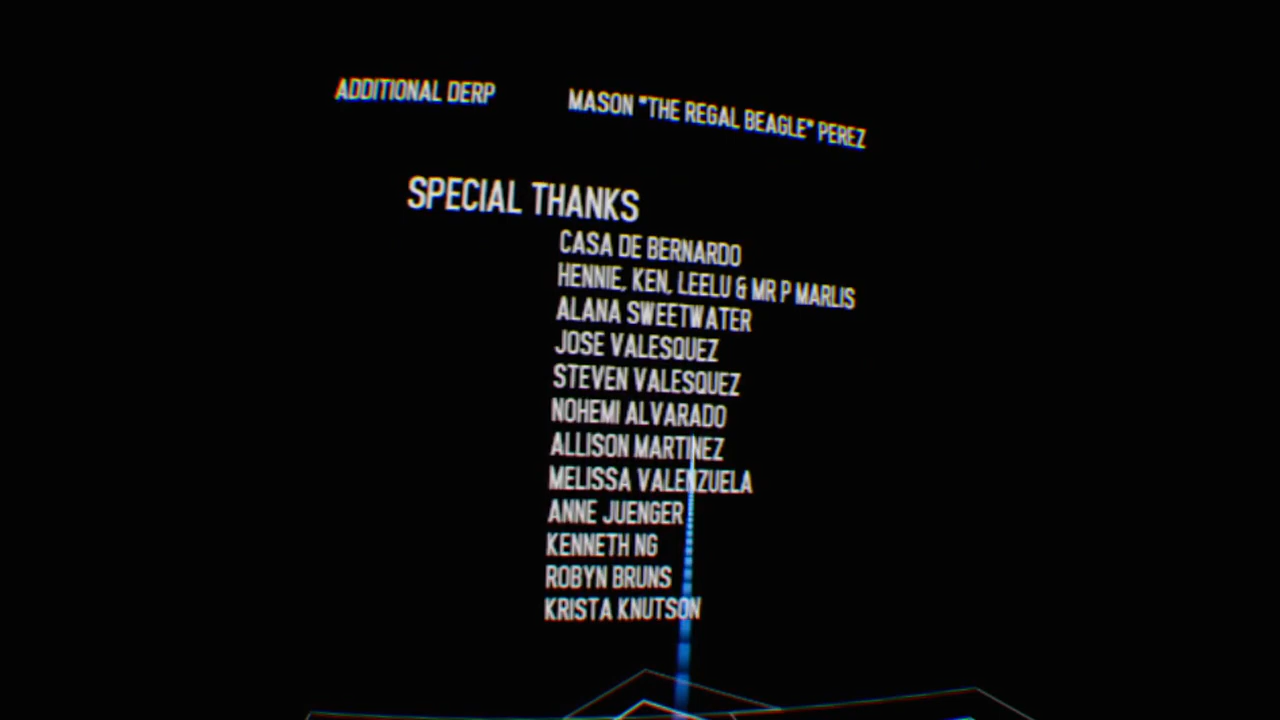 ADDITIONAL DERP MASON "THE REGAL BEAGLE" PEREZ
SPECIAL THANKS
CASA DE BERNARDO
HENNIE, KEN, LEELU & MR P MARLIS
ALANA SWEETWATER
JOSE VALESQUEZ
STEVEN VALESQUEZ
NOHEMI ALVARADO
ALLISON MARTINEZ
MELISSA VALENZUELA
ANNE JUENGER
KENNETH NG
ROBYN BRUNS
KRISTA KNUTSON